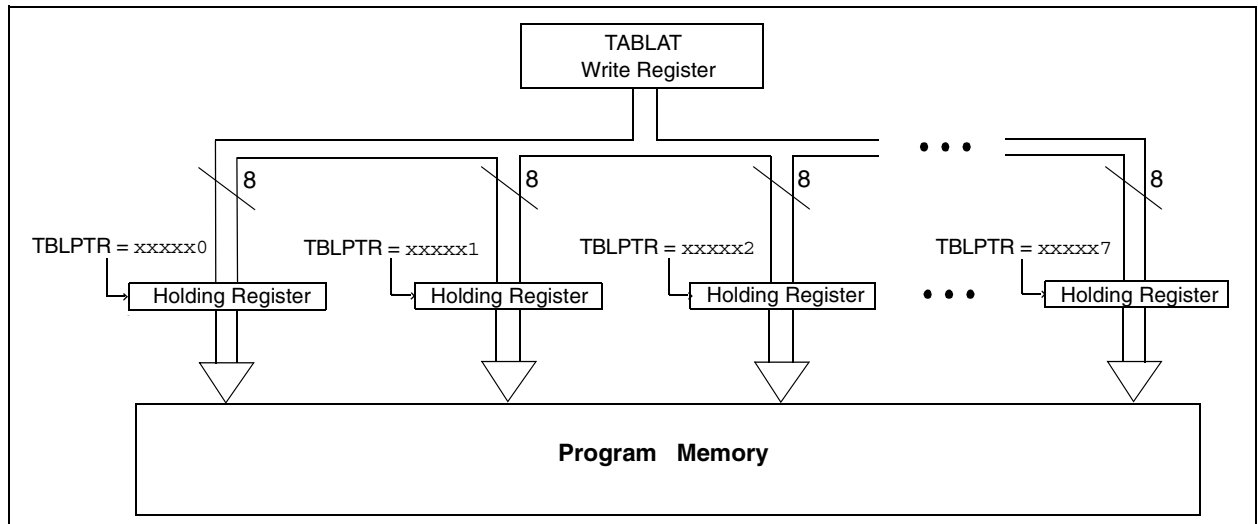 TABLAT
Write Register
8 8 8 8
TBLPTR = xxxxx0 TBLPTR = xxxxx1 TBLPTR = xxxxx2 TBLPTR = xxxxx7
Holding Register Holding Register Holding Register Holding Register
Program Memory